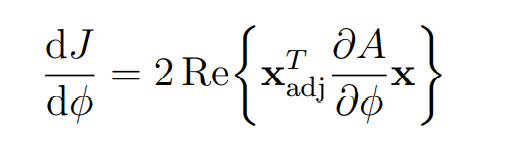 dJ/dϕ = 2 Re{x_adj^T ∂A/∂ϕ x}